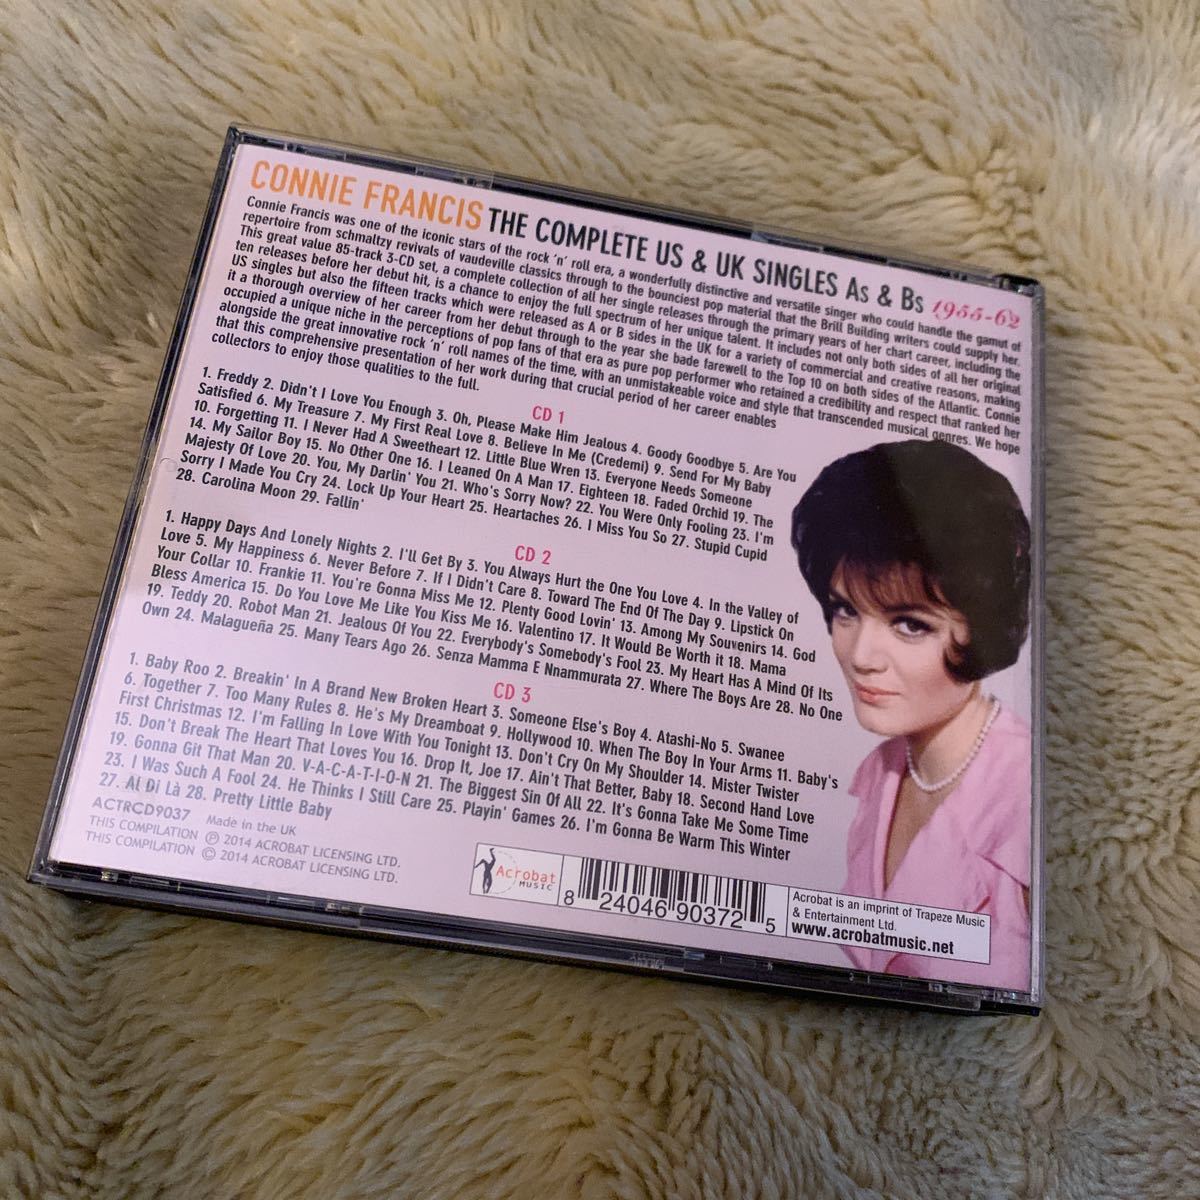 CONNIE FRANCIS THE COMPLETE US & UK SINGLES As & Bs 1955-62
Connie Francis was one of the iconic stars of the rock 'n' roll era, a wonderfully distinctive and versatile singer who could handle the gamut of
repertoire from schmaltzy revivals of vaudeville classics through to the bounciest pop material that the Brill Building writers could supply her.
This great value 85-track 3-CD set, a complete collection of all her single releases through the primary years of her chart career, including the
ten releases before her debut hit, is a chance to enjoy the full spectrum of her unique talent. It includes not only both sides of all her original
US singles but also the fifteen tracks which were released as A or B sides in the UK for a variety of commercial and creative reasons, making
it a thorough overview of her career from her debut through to the year she bade farewell to the Top 10 on both sides of the Atlantic. Connie
occupied a unique niche in the perceptions of pop fans of that era as pure pop performer who retained a credibility and respect that ranked her
alongside the great innovative rock 'n' roll names of the time, with an unmistakeable voice and style that transcended musical genres. We hope
that this comprehensive presentation of her work during that crucial period of her career enables
collectors to enjoy those qualities to the full.
CD 1
1. Freddy 2. Didn't I Love You Enough 3. Oh, Please Make Him Jealous 4. Goody Goodbye 5. Are You
Satisfied 6. My Treasure 7. My First Real Love 8. Believe In Me (Credemi) 9. Send For My Baby
10. Forgetting 11. I Never Had A Sweetheart 12. Little Blue Wren 13. Everyone Needs Someone
14. My Sailor Boy 15. No Other One 16. I Leaned On A Man 17. Eighteen 18. Faded Orchid 19. The
Majesty Of Love 20. You, My Darlin' You 21. Who's Sorry Now? 22. You Were Only Fooling 23. I'm
Sorry I Made You Cry 24. Lock Up Your Heart 25. Heartaches 26. I Miss You So 27. Stupid Cupid
28. Carolina Moon 29. Fallin'
CD 2
1. Happy Days And Lonely Nights 2. I'll Get By 3. You Always Hurt the One You Love 4. In the Valley of
Love 5. My Happiness 6. Never Before 7. If I Didn't Care 8. Toward The End Of The Day 9. Lipstick On
Your Collar 10. Frankie 11. You're Gonna Miss Me 12. Plenty Good Lovin' 13. Among My Souvenirs 14. God
Bless America 15. Do You Love Me Like You Kiss Me 16. Valentino 17. It Would Be Worth it 18. Mama
19. Teddy 20. Robot Man 21. Jealous Of You 22. Everybody's Somebody's Fool 23. My Heart Has A Mind Of Its
Own 24. Malagueña 25. Many Tears Ago 26. Senza Mamma E Nnammurata 27. Where The Boys Are 28. No One
CD 3
1. Baby Roo 2. Breakin' In A Brand New Broken Heart 3. Someone Else's Boy 4. Atashi-No 5. Swanee
6. Together 7. Too Many Rules 8. He's My Dreamboat 9. Hollywood 10. When The Boy In Your Arms 11. Baby's
First Christmas 12. I'm Falling In Love With You Tonight 13. Don't Cry On My Shoulder 14. Mister Twister
15. Don't Break The Heart That Loves You 16. Drop It, Joe 17. Ain't That Better, Baby 18. Second Hand Love
19. Gonna Git That Man 20. V-A-C-A-T-I-O-N 21. The Biggest Sin Of All 22. It's Gonna Take Me Some Time
23. I Was Such A Fool 24. He Thinks I Still Care 25. Playin' Games 26. I'm Gonna Be Warm This Winter
27. Al Di Là 28. Pretty Little Baby
ACTRCD9037 Made in the UK
THIS COMPILATION ℗ 2014 ACROBAT LICENSING LTD.
THIS COMPILATION © 2014 ACROBAT LICENSING LTD.
Acrobat
MUSIC
8 24046 90372 5
Acrobat is an imprint of Trapeze Music
& Entertainment Ltd.
www.acrobatmusic.net